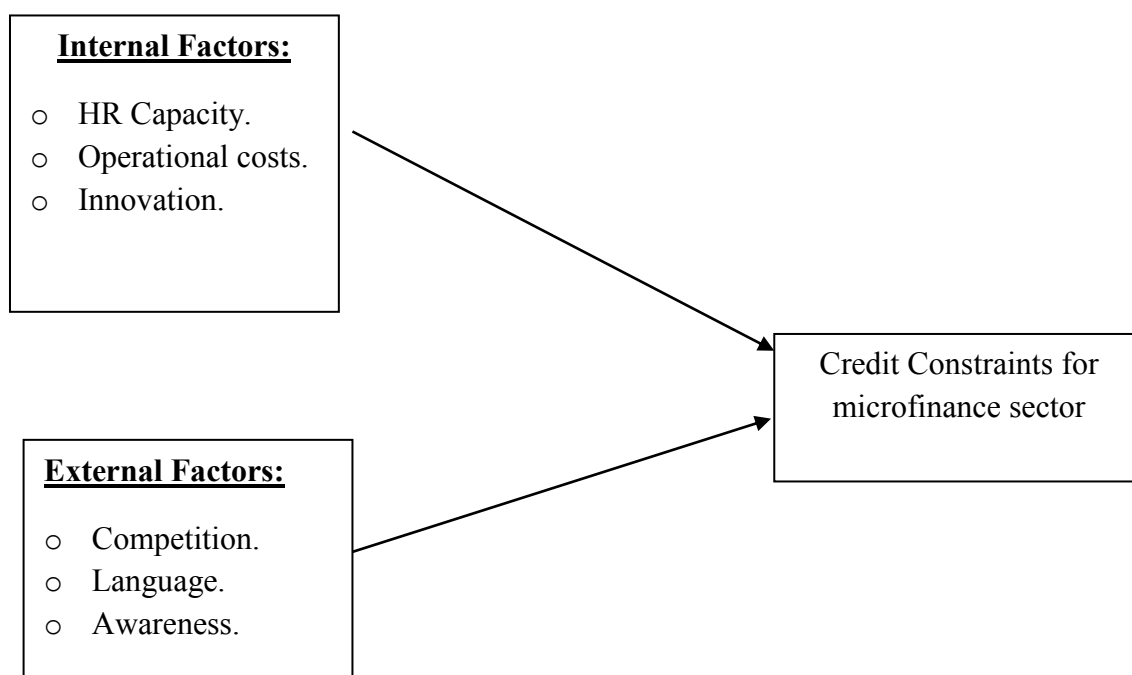 Internal Factors:
o HR Capacity.
o Operational costs.
o Innovation.
Credit Constraints for
microfinance sector
External Factors:
o Competition.
o Language.
o Awareness.